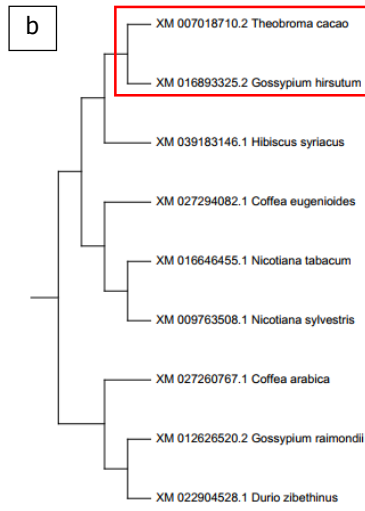 b
XM 007018710.2 Theobroma cacao
XM 016893325.2 Gossypium hirsutum
XM 039183146.1 Hibiscus syriacus
XM 027294082.1 Coffea eugenioides
XM 016646455.1 Nicotiana tabacum
XM 009763508.1 Nicotiana sylvestris
XM 027260767.1 Coffea arabica
XM 012626520.2 Gossypium raimondii
XM 022904528.1 Durio zibethinus